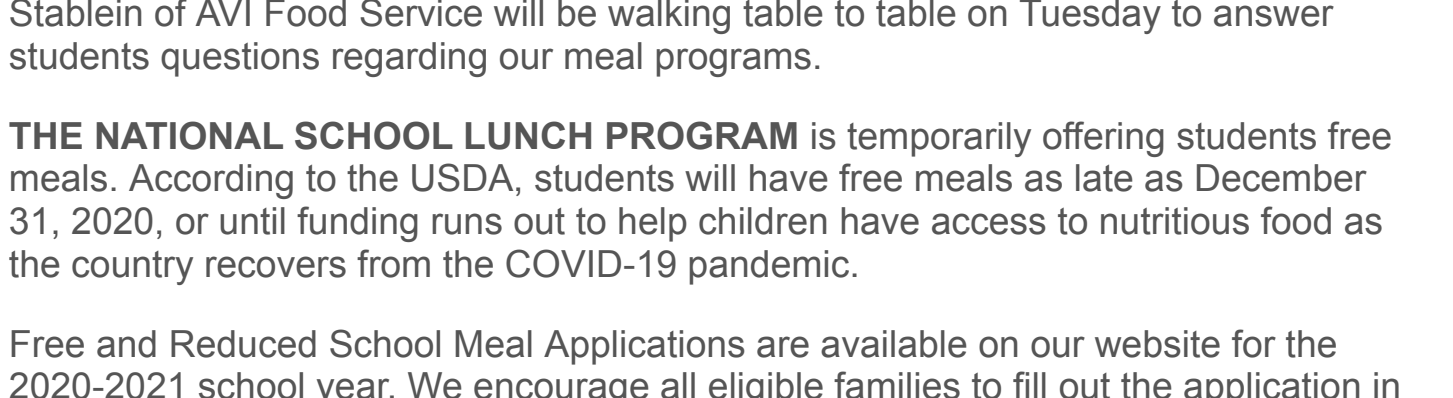 Stablein of AVI Food Service will be walking table to table on Tuesday to answer
students questions regarding our meal programs.
THE NATIONAL SCHOOL LUNCH PROGRAM is temporarily offering students free
meals. According to the USDA, students will have free meals as late as December
31, 2020, or until funding runs out to help children have access to nutritious food as
the country recovers from the COVID-19 pandemic.
Free and Reduced School Meal Applications are available on our website for the
2020-2021 school year. We encourage all eligible families to fill out the application in